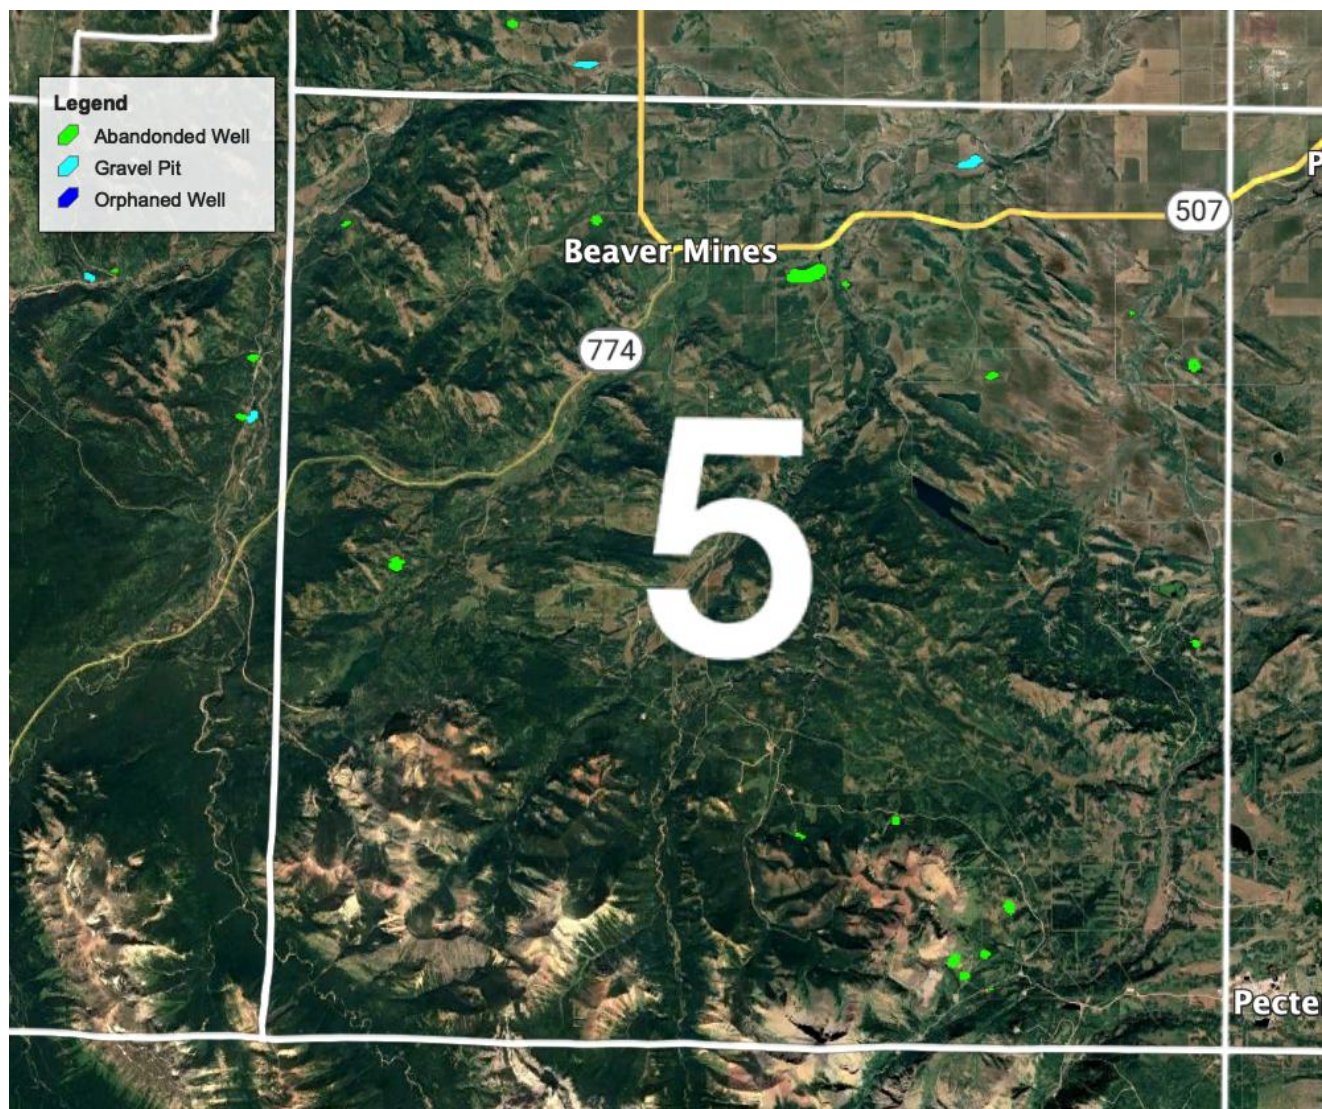 Legend
Abandonded Well
Gravel Pit
Orphaned Well
P
507
Beaver Mines
774
5
Pecte